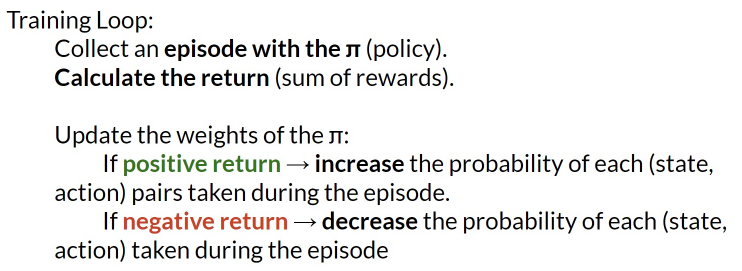 Training Loop:
Collect an episode with the π (policy).
Calculate the return (sum of rewards).
Update the weights of the π:
If positive return → increase the probability of each (state,
action) pairs taken during the episode.
If negative return → decrease the probability of each (state,
action) taken during the episode